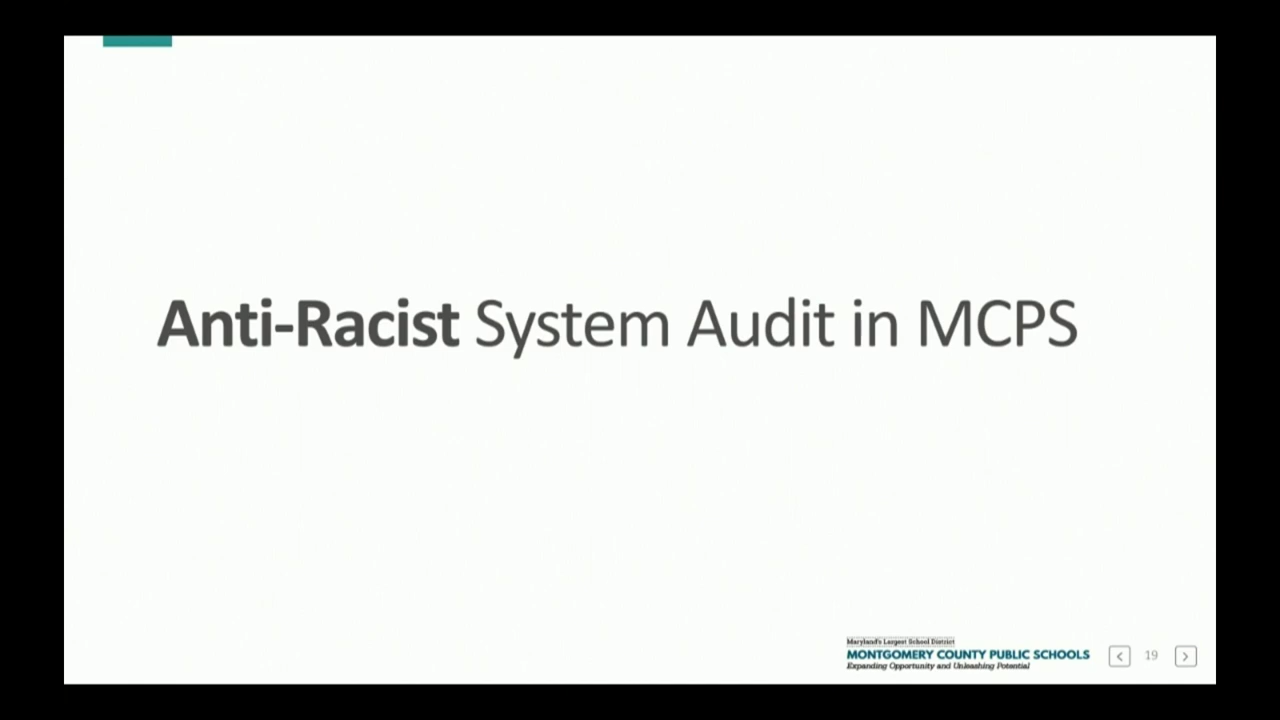 Anti-Racist System Audit in MCPS
Maryland's Largest School District
MONTGOMERY COUNTY PUBLIC SCHOOLS
Expanding Opportunity and Unleashing Potential
< 19 >